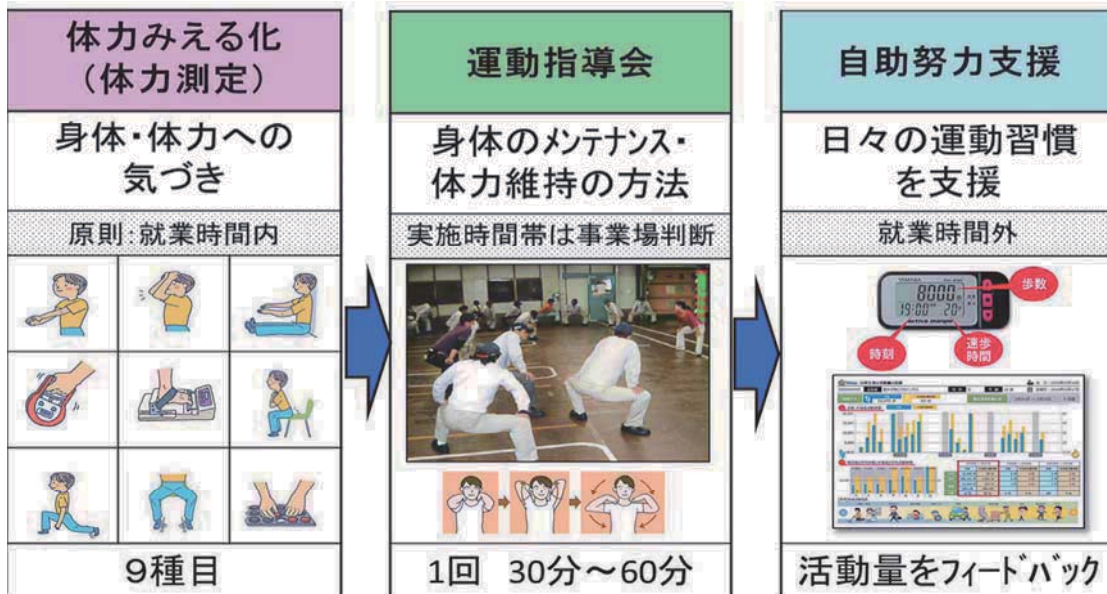 体力みえる化
（体力測定）
身体・体力への
気づき
原則：就業時間内
9種目
運動指導会
身体のメンテナンス・
体力維持の方法
実施時間帯は事業場判断
1回　30分～60分
自助努力支援
日々の運動習慣
を支援
就業時間外
歩数
8000
19:00
20
時刻
速歩
時間
活動量をフィードバック